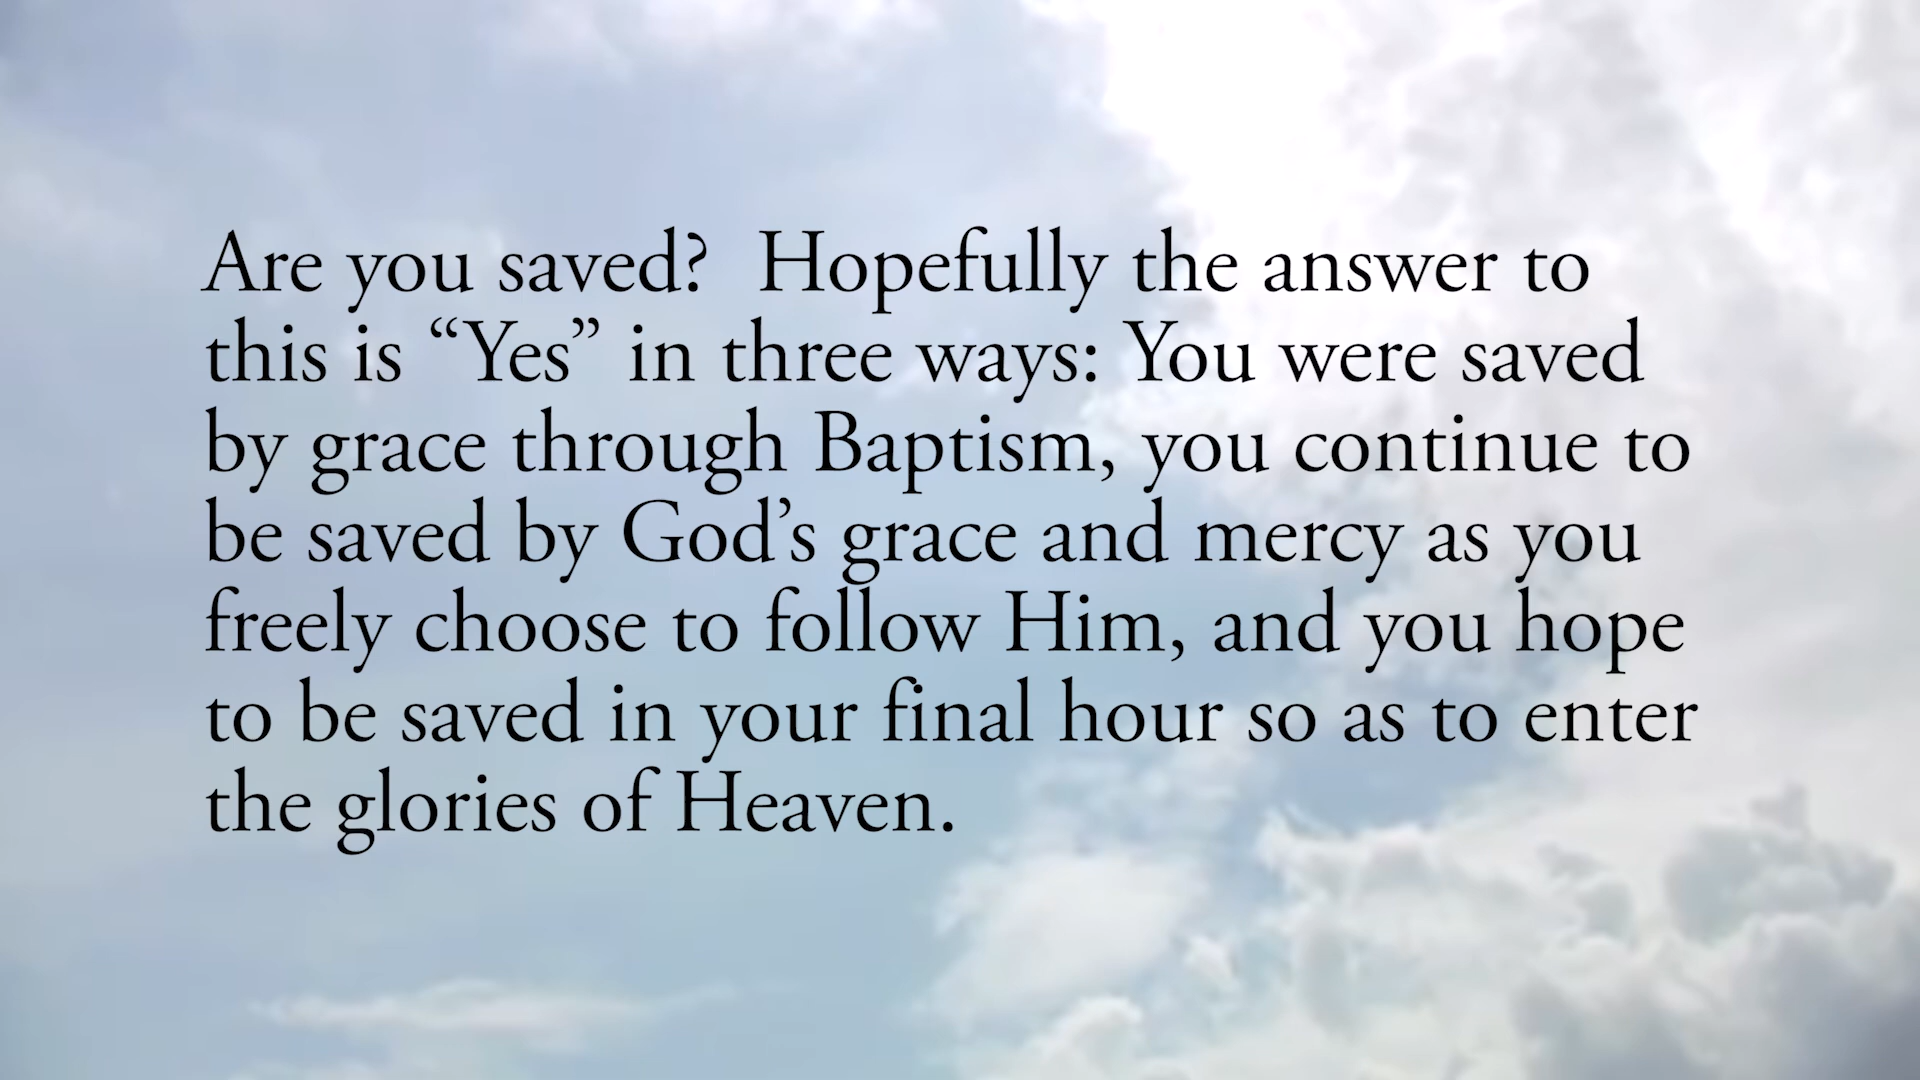 Are you saved?  Hopefully the answer to
this is “Yes” in three ways: You were saved
by grace through Baptism, you continue to
be saved by God’s grace and mercy as you
freely choose to follow Him, and you hope
to be saved in your final hour so as to enter
the glories of Heaven.